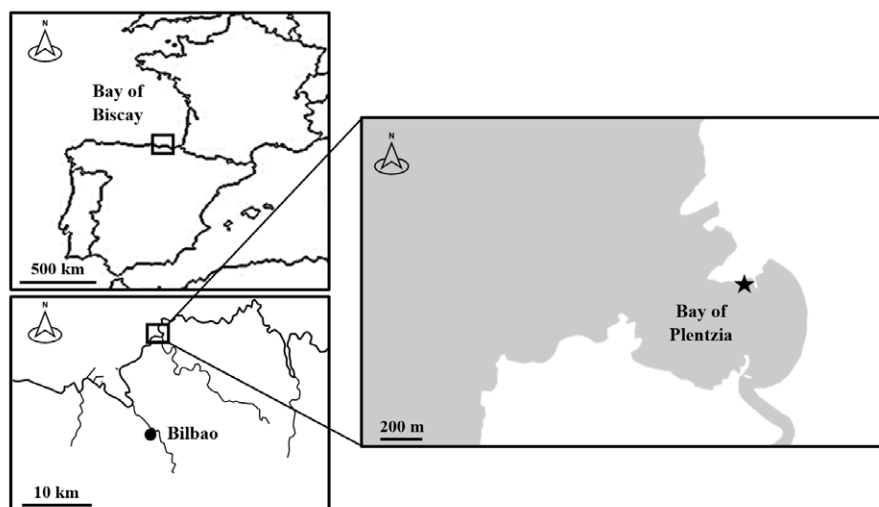 N
Bay of
Biscay
500 km
N
Bilbao
10 km
N
Bay of
Plentzia
200 m